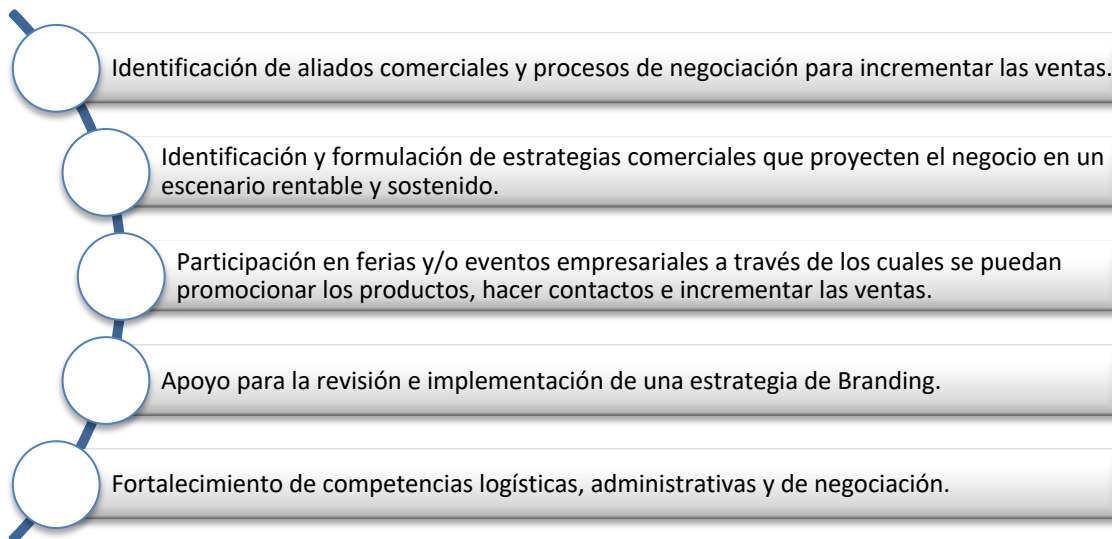 Identificación de aliados comerciales y procesos de negociación para incrementar las ventas.
Identificación y formulación de estrategias comerciales que proyecten el negocio en un
escenario rentable y sostenido.
Participación en ferias y/o eventos empresariales a través de los cuales se puedan
promocionar los productos, hacer contactos e incrementar las ventas.
Apoyo para la revisión e implementación de una estrategia de Branding.
Fortalecimiento de competencias logísticas, administrativas y de negociación.